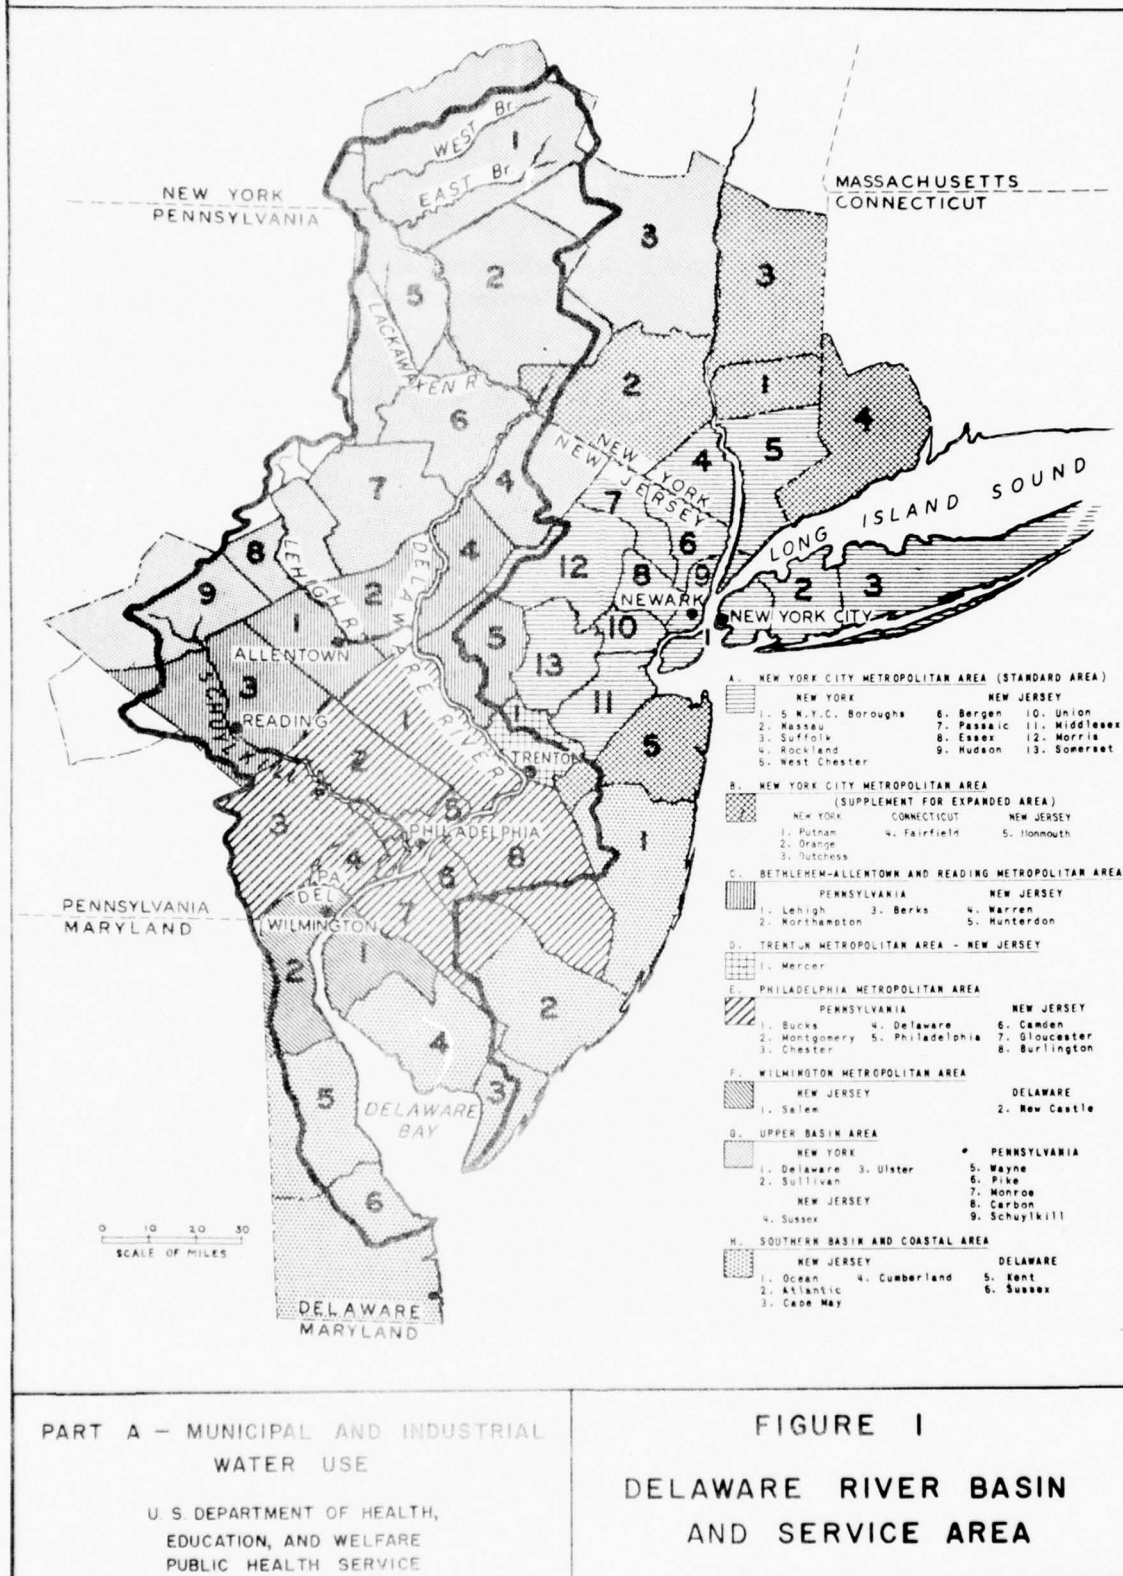 WEST Br.
1
EAST Br.
NEW YORK
PENNSYLVANIA
MASSACHUSETTS
CONNECTICUT
3
2
3
5
LACKAWAXEN R
2
1
6
4
5
NEW YORK
NEW JERSEY
4
7
4
7
6
LONG ISLAND SOUND
8
LEHIGH R
DELAWARE RIVER
4
12
8
9
2
3
9
2
NEWARK
NEW YORK CITY
1
10
1
5
ALLENTOWN
13
3
SCHUYLKILL
11
READING
1
1
5
2
TRENTON
3
5
PHILADELPHIA
1
4
8
6
PA
DEL
7
PENNSYLVANIA
MARYLAND
WILMINGTON
1
2
2
4
3
5
DELAWARE
BAY
6
0 10 20 30
SCALE OF MILES
DELAWARE
MARYLAND
A. NEW YORK CITY METROPOLITAN AREA (STANDARD AREA)
NEW YORK NEW JERSEY
1. 5 N.Y.C. Boroughs 6. Bergen 10. Union
2. Nassau 7. Passaic 11. Middlesex
3. Suffolk 8. Essex 12. Morris
4. Rockland 9. Hudson 13. Somerset
5. West Chester
B. NEW YORK CITY METROPOLITAN AREA
(SUPPLEMENT FOR EXPANDED AREA)
NEW YORK CONNECTICUT NEW JERSEY
1. Putnam 4. Fairfield 5. Monmouth
2. Orange
3. Dutchess
C. BETHLEHEM-ALLENTOWN AND READING METROPOLITAN AREA
PENNSYLVANIA NEW JERSEY
1. Lehigh 3. Berks 4. Warren
2. Northampton 5. Hunterdon
D. TRENTON METROPOLITAN AREA - NEW JERSEY
1. Mercer
E. PHILADELPHIA METROPOLITAN AREA
PENNSYLVANIA NEW JERSEY
1. Bucks 4. Delaware 6. Camden
2. Montgomery 5. Philadelphia 7. Gloucester
3. Chester 8. Burlington
F. WILMINGTON METROPOLITAN AREA
NEW JERSEY DELAWARE
1. Salem 2. New Castle
G. UPPER BASIN AREA
NEW YORK PENNSYLVANIA
1. Delaware 3. Ulster 5. Wayne
2. Sullivan 6. Pike
7. Monroe
NEW JERSEY 8. Carbon
4. Sussex 9. Schuylkill
H. SOUTHERN BASIN AND COASTAL AREA
NEW JERSEY DELAWARE
1. Ocean 4. Cumberland 5. Kent
2. Atlantic 6. Sussex
3. Cape May
PART A – MUNICIPAL AND INDUSTRIAL
WATER USE
U. S. DEPARTMENT OF HEALTH,
EDUCATION, AND WELFARE
PUBLIC HEALTH SERVICE
FIGURE 1
DELAWARE RIVER BASIN
AND SERVICE AREA